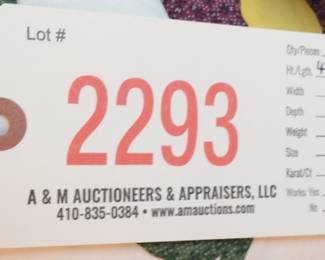 Lot #
2293
A & M AUCTIONEERS & APPRAISERS, LLC
410-835-0384 • www.amauctions.com
Qty/Pieces
Ht./Lgth. 4
Width
Depth
Weight
Size
Karat/Ct
Works: Yes
No